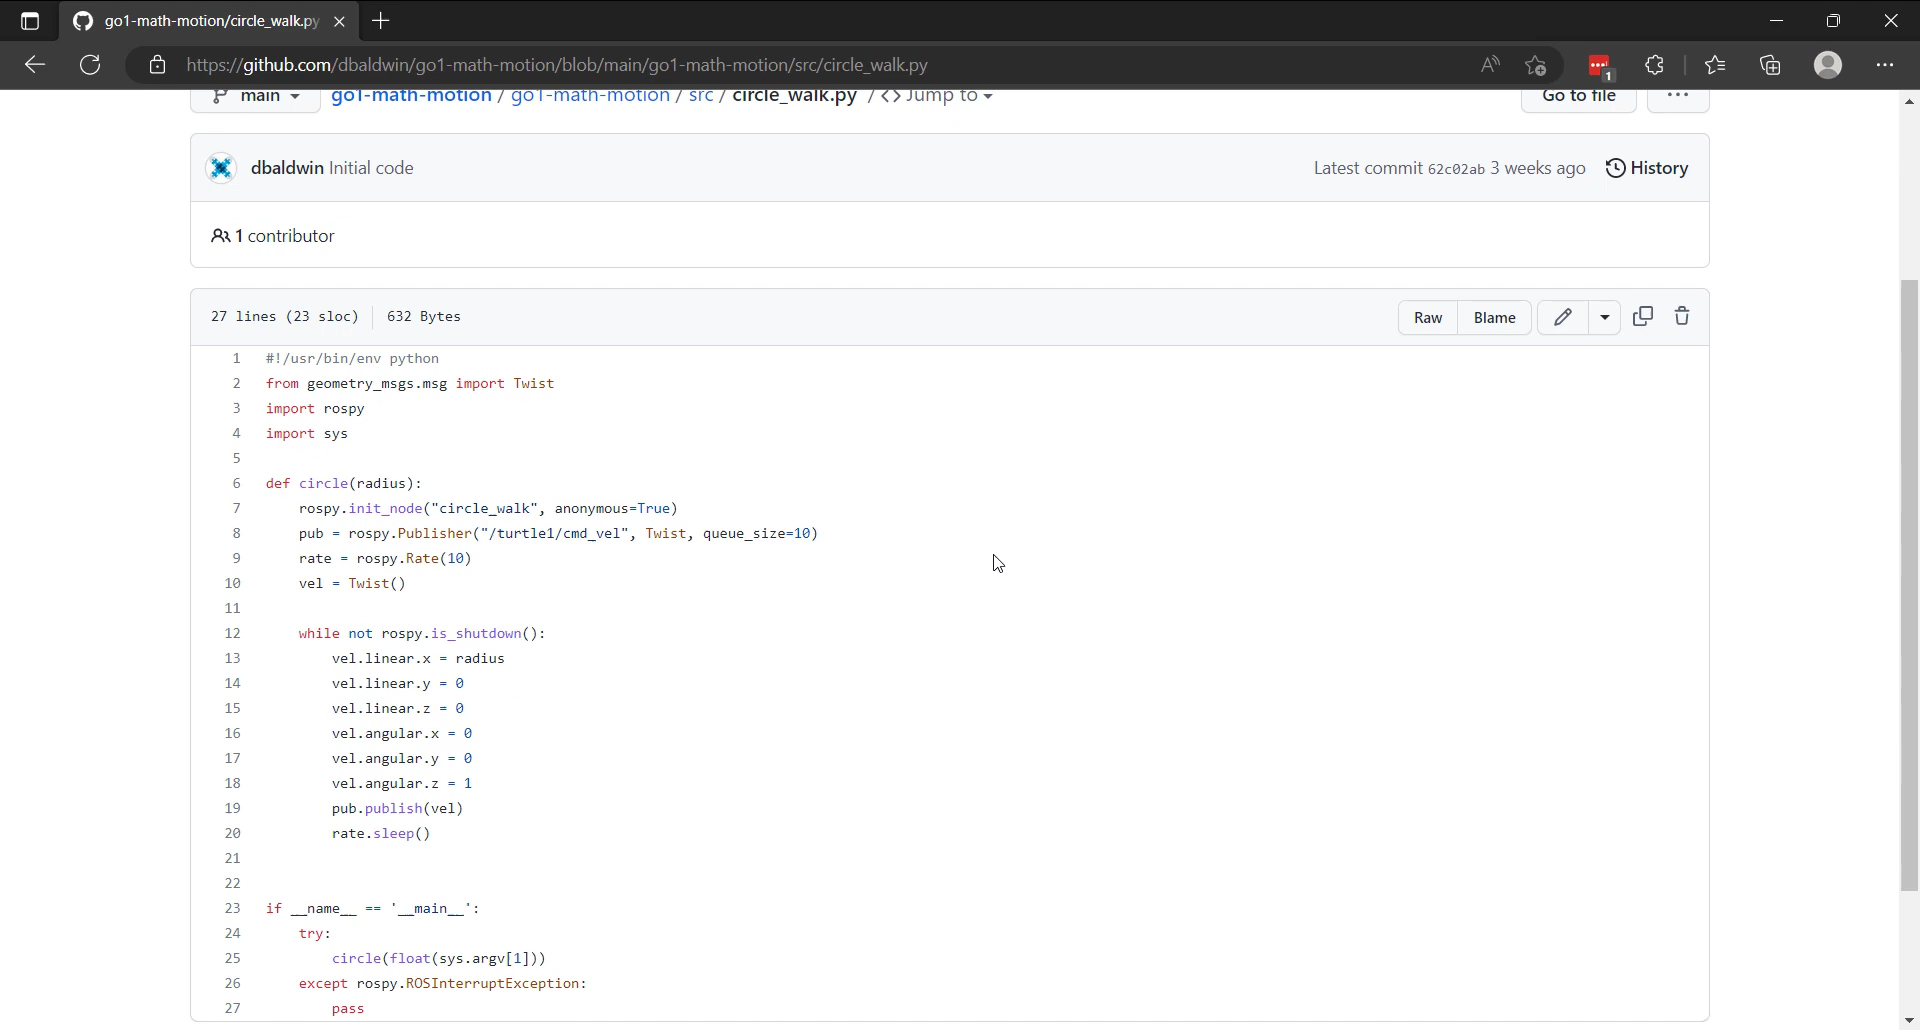 go1-math-motion/circle_walk.py
https://github.com/dbaldwin/go1-math-motion/blob/main/go1-math-motion/src/circle_walk.py
1
main go1-math-motion / go1-math-motion / src / circle_walk.py / <> Jump to Go to file ...
dbaldwin Initial code Latest commit 62c02ab 3 weeks ago History
1 contributor
27 lines (23 sloc) 632 Bytes Raw Blame
1 #!/usr/bin/env python
2 from geometry_msgs.msg import Twist
3 import rospy
4 import sys
5
6 def circle(radius):
7     rospy.init_node("circle_walk", anonymous=True)
8     pub = rospy.Publisher("/turtle1/cmd_vel", Twist, queue_size=10)
9     rate = rospy.Rate(10)
10     vel = Twist()
11
12     while not rospy.is_shutdown():
13         vel.linear.x = radius
14         vel.linear.y = 0
15         vel.linear.z = 0
16         vel.angular.x = 0
17         vel.angular.y = 0
18         vel.angular.z = 1
19         pub.publish(vel)
20         rate.sleep()
21
22
23 if __name__ == '__main__':
24     try:
25         circle(float(sys.argv[1]))
26     except rospy.ROSInterruptException:
27         pass